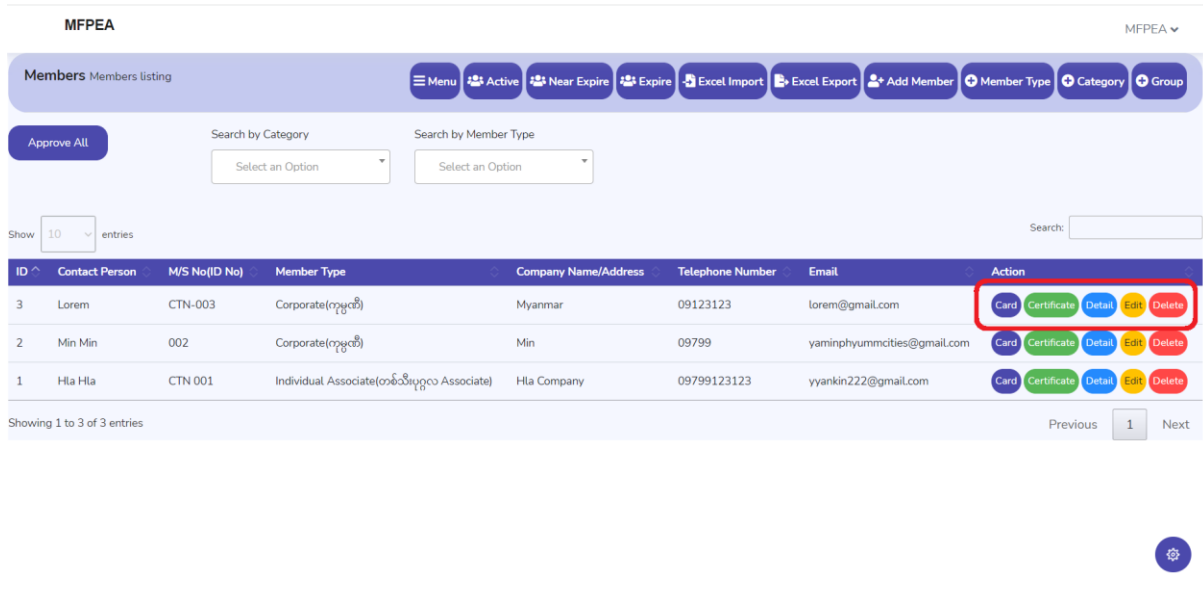 MFPEA
MFPEA
Members Members listing
Menu Active Near Expire Expire Excel Import Excel Export Add Member Member Type Category Group
Approve All
Search by Category Search by Member Type
Select an Option Select an Option
Show 10 entries Search:
ID Contact Person M/S No(ID No) Member Type Company Name/Address Telephone Number Email Action
3 Lorem CTN-003 Corporate(ကုမ္ပဏီ) Myanmar 09123123 lorem@gmail.com Card Certificate Detail Edit Delete
2 Min Min 002 Corporate(ကုမ္ပဏီ) Min 09799 yaminphyummcities@gmail.com Card Certificate Detail Edit Delete
1 Hla Hla CTN 001 Individual Associate(တစ်သီးပုဂ္ဂလ Associate) Hla Company 09799123123 yyankin222@gmail.com Card Certificate Detail Edit Delete
Showing 1 to 3 of 3 entries Previous 1 Next